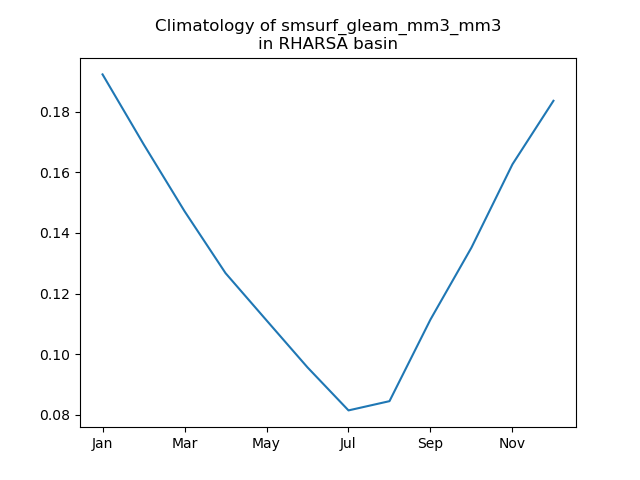 Climatology of smsurf_gleam_mm3_mm3
in RHARSA basin
0.18
0.16
0.14
0.12
0.10
0.08
Jan Mar May Jul Sep Nov